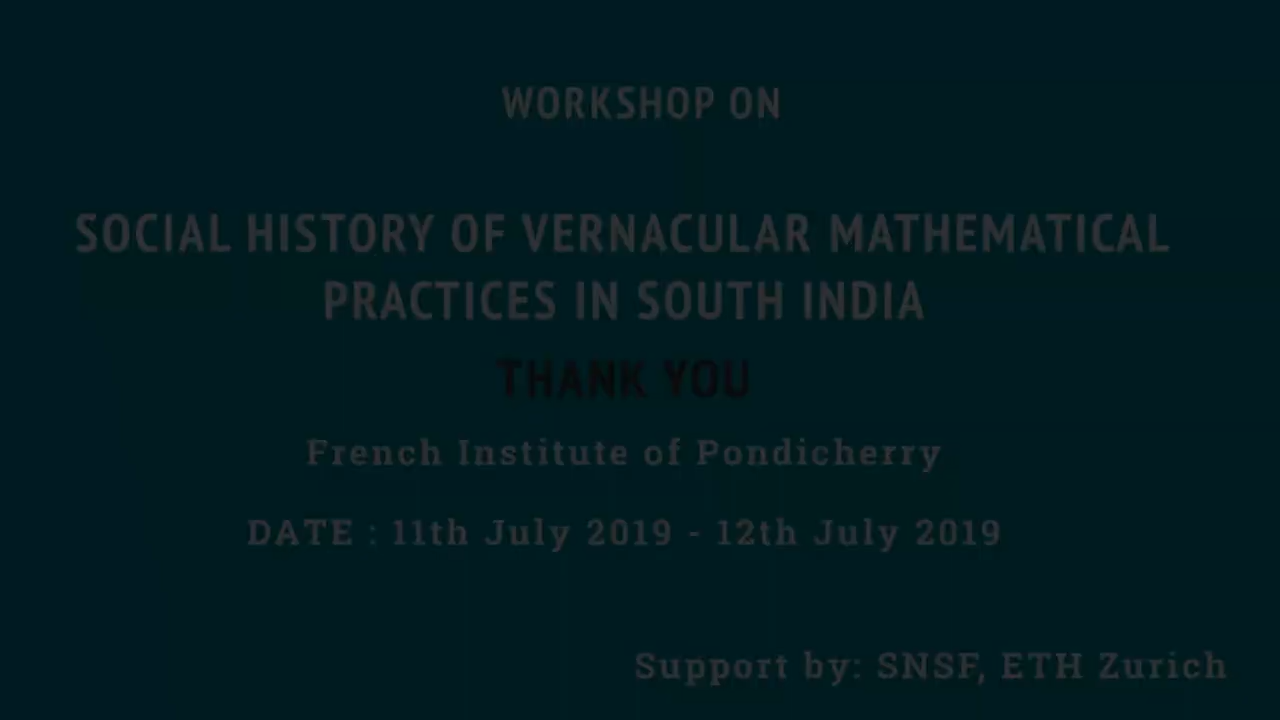 WORKSHOP ON
SOCIAL HISTORY OF VERNACULAR MATHEMATICAL
PRACTICES IN SOUTH INDIA
THANK YOU
French Institute of Pondicherry
DATE : 11th July 2019 - 12th July 2019
Support by: SNSF, ETH Zurich